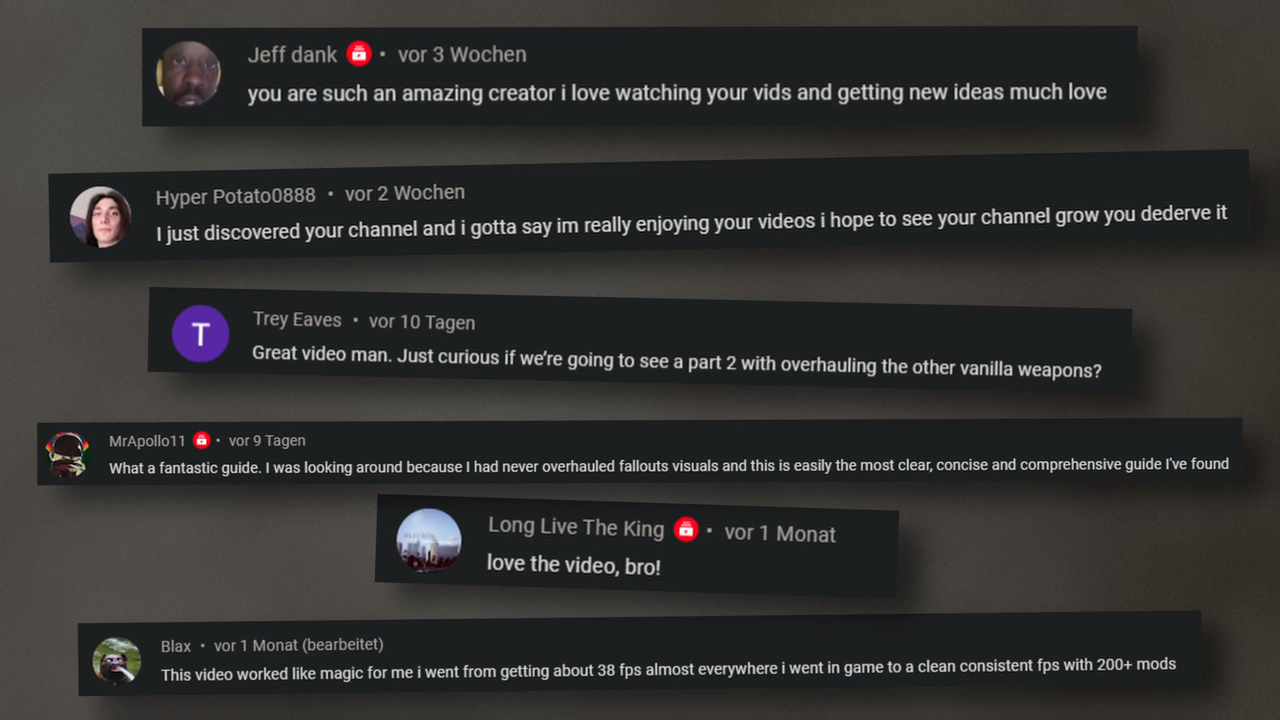 Jeff dank • vor 3 Wochen
you are such an amazing creator i love watching your vids and getting new ideas much love
Hyper Potato0888 • vor 2 Wochen
I just discovered your channel and i gotta say im really enjoying your videos i hope to see your channel grow you dederve it
T
Trey Eaves • vor 10 Tagen
Great video man. Just curious if we’re going to see a part 2 with overhauling the other vanilla weapons?
MrApollo11 • vor 9 Tagen
What a fantastic guide. I was looking around because I had never overhauled fallouts visuals and this is easily the most clear, concise and comprehensive guide I've found
Long Live The King • vor 1 Monat
love the video, bro!
Blax • vor 1 Monat (bearbeitet)
This video worked like magic for me i went from getting about 38 fps almost everywhere i went in game to a clean consistent fps with 200+ mods